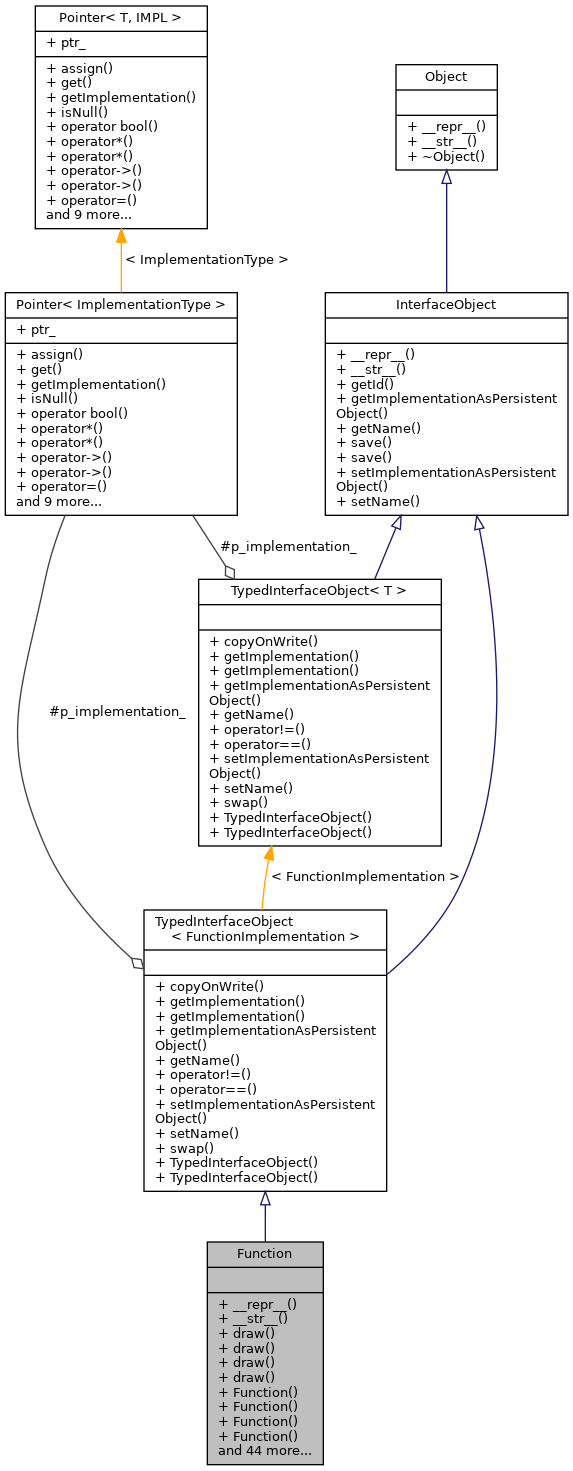 Pointer< T, IMPL >
+ ptr_
+ assign()
+ get()
+ getImplementation()
+ isNull()
+ operator bool()
+ operator*()
+ operator*()
+ operator->()
+ operator->()
+ operator=()
and 9 more...
Object
+ __repr__()
+ __str__()
+ ~Object()
< ImplementationType >
Pointer< ImplementationType >
+ ptr_
+ assign()
+ get()
+ getImplementation()
+ isNull()
+ operator bool()
+ operator*()
+ operator*()
+ operator->()
+ operator->()
+ operator=()
and 9 more...
InterfaceObject
+ __repr__()
+ __str__()
+ getId()
+ getImplementationAsPersistent
Object()
+ getName()
+ save()
+ save()
+ setImplementationAsPersistent
Object()
+ setName()
#p_implementation_
TypedInterfaceObject< T >
+ copyOnWrite()
+ getImplementation()
+ getImplementation()
+ getImplementationAsPersistent
Object()
+ getName()
+ operator!=()
+ operator==()
+ setImplementationAsPersistent
Object()
+ setName()
+ swap()
+ TypedInterfaceObject()
+ TypedInterfaceObject()
#p_implementation_
< FunctionImplementation >
TypedInterfaceObject
< FunctionImplementation >
+ copyOnWrite()
+ getImplementation()
+ getImplementation()
+ getImplementationAsPersistent
Object()
+ getName()
+ operator!=()
+ operator==()
+ setImplementationAsPersistent
Object()
+ setName()
+ swap()
+ TypedInterfaceObject()
+ TypedInterfaceObject()
Function
+ __repr__()
+ __str__()
+ draw()
+ draw()
+ draw()
+ draw()
+ Function()
+ Function()
+ Function()
+ Function()
and 44 more...